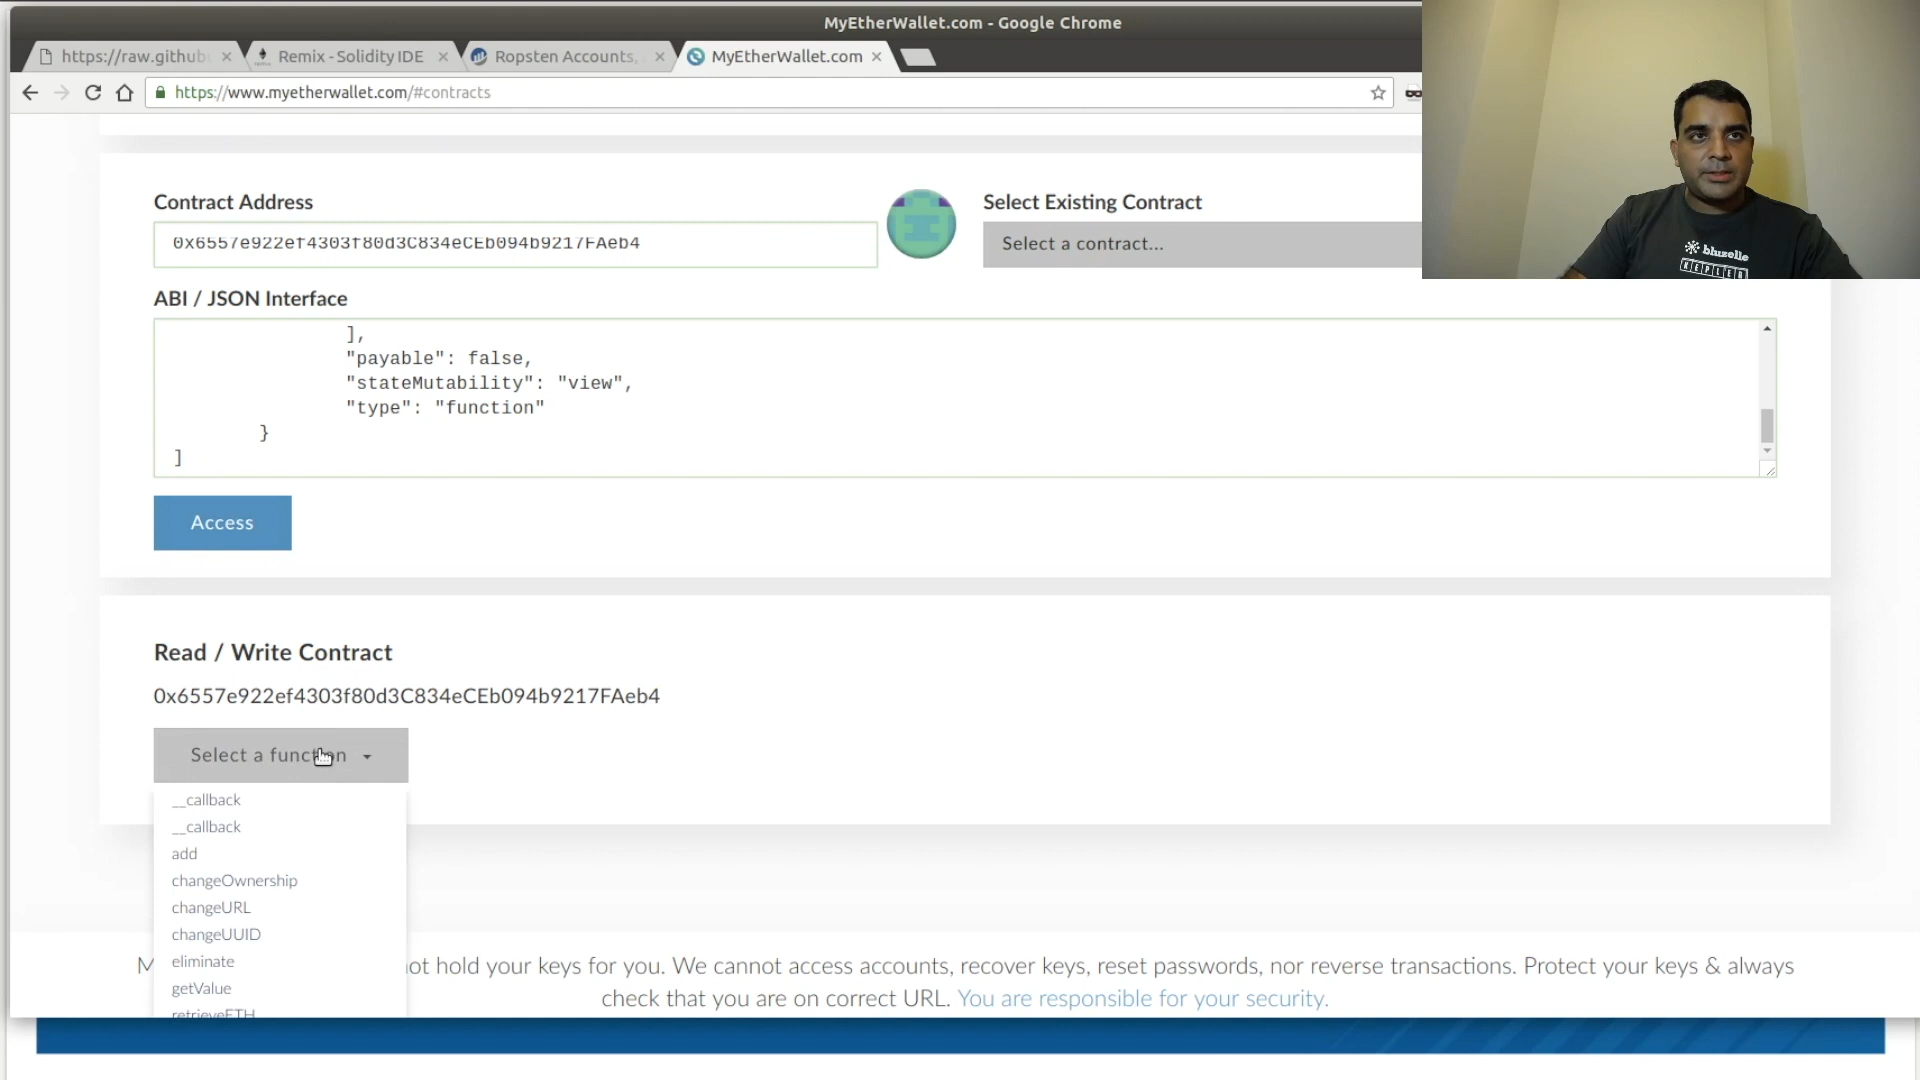 MyEtherWallet.com - Google Chrome
https://raw.githubu
Remix - Solidity IDE
Ropsten Accounts,
MyEtherWallet.com
https://www.myetherwallet.com/#contracts
Contract Address
Select Existing Contract
0x6557e922ef4303f80d3C834eCEb094b9217FAeb4
Select a contract...
ABI / JSON Interface
],
"payable": false,
"stateMutability": "view",
"type": "function"
}
]
Access
Read / Write Contract
0x6557e922ef4303f80d3C834eCEb094b9217FAeb4
Select a function
__callback
__callback
add
changeOwnership
changeURL
changeUUID
eliminate
getValue
retrieveETH
M ot hold your keys for you. We cannot access accounts, recover keys, reset passwords, nor reverse transactions. Protect your keys & always
check that you are on correct URL. You are responsible for your security.
bluzelle
KEPLER